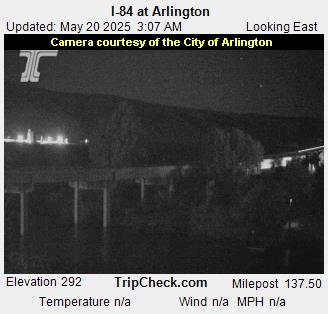 I-84 at Arlington
Updated: May 20 2025 3:07 AM Looking East
Camera courtesy of the City of Arlington
Elevation 292 TripCheck.com Milepost 137.50
Temperature n/a Wind n/a MPH n/a